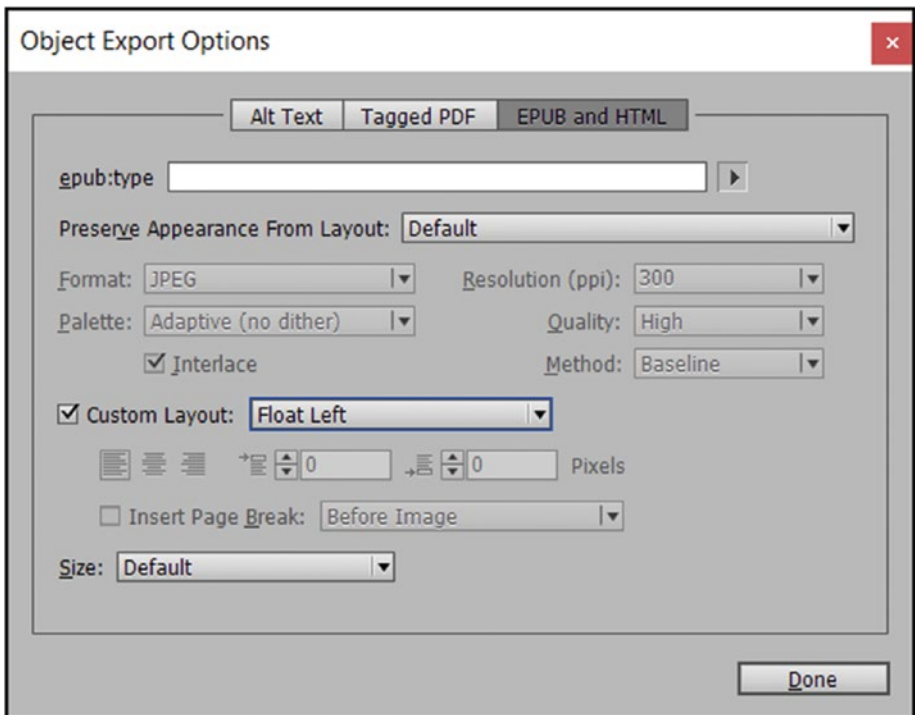 Object Export Options
Alt Text Tagged PDF EPUB and HTML
epub:type
Preserve Appearance From Layout: Default
Format: JPEG Resolution (ppi): 300
Palette: Adaptive (no dither) Quality: High
Interlace Method: Baseline
Custom Layout: Float Left
0 0 Pixels
Insert Page Break: Before Image
Size: Default
Done